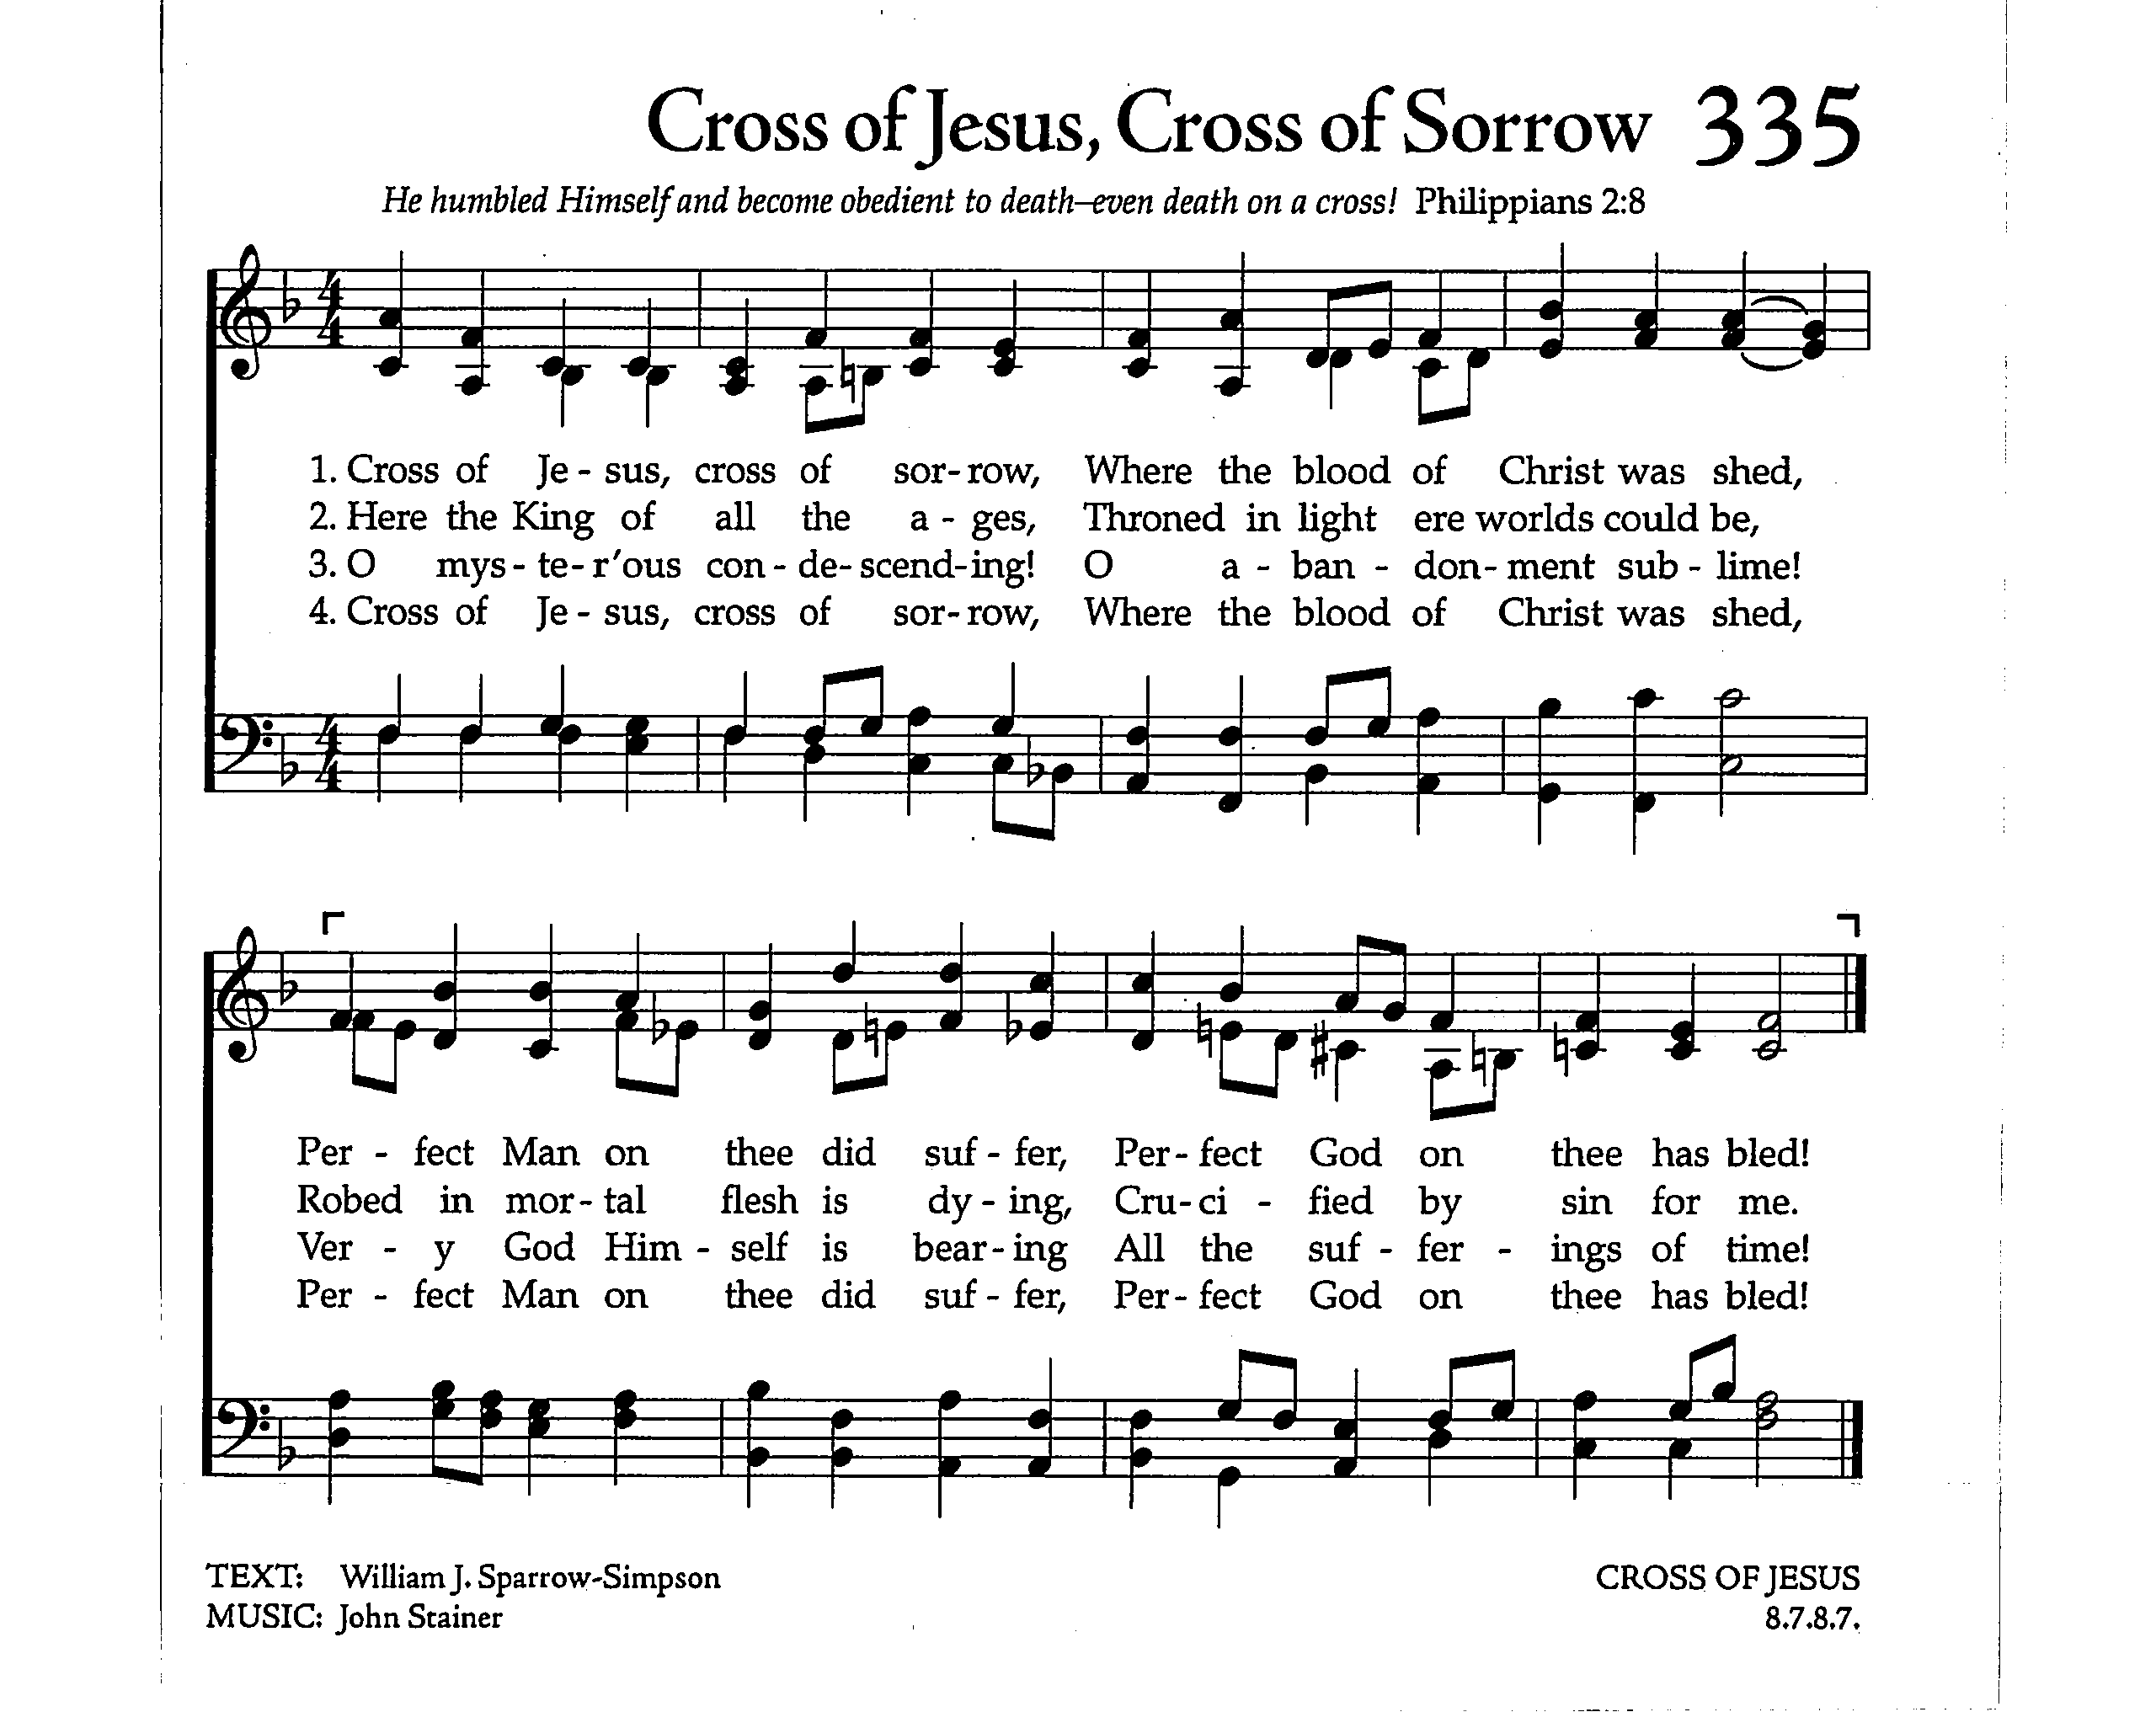 Cross of Jesus, Cross of Sorrow 335
He humbled Himself and become obedient to death–even death on a cross! Philippians 2:8
1. Cross of Je - sus, cross of sor- row, Where the blood of Christ was shed,
2. Here the King of all the a - ges, Throned in light ere worlds could be,
3. O mys - te- r'ous con - de- scend-ing! O a - ban - don- ment sub - lime!
4. Cross of Je - sus, cross of sor- row, Where the blood of Christ was shed,
Per - fect Man on thee did suf - fer, Per- fect God on thee has bled!
Robed in mor - tal flesh is dy - ing, Cru- ci - fied by sin for me.
Ver - y God Him - self is bear- ing All the suf - fer - ings of time!
Per - fect Man on thee did suf - fer, Per- fect God on thee has bled!
TEXT: William J. Sparrow-Simpson
MUSIC: John Stainer
CROSS OF JESUS
8.7.8.7.